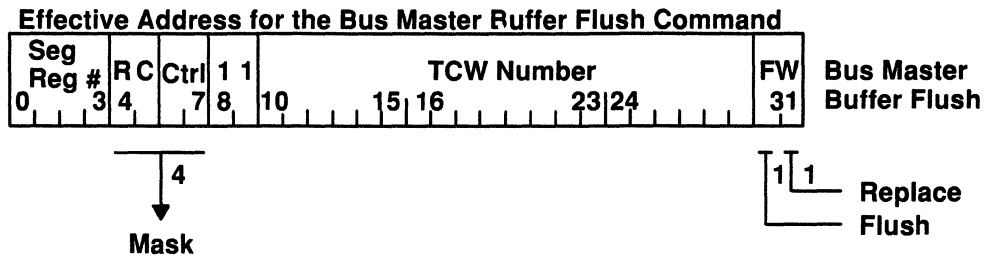 Effective Address for the Bus Master Ruffer Flush Command
Seg
Reg # R C Ctrl 1 1 TCW Number FW Bus Master
0 3 4 7 8 10 15 16 23 24 31 Buffer Flush
4 1 1
Replace
Flush
Mask